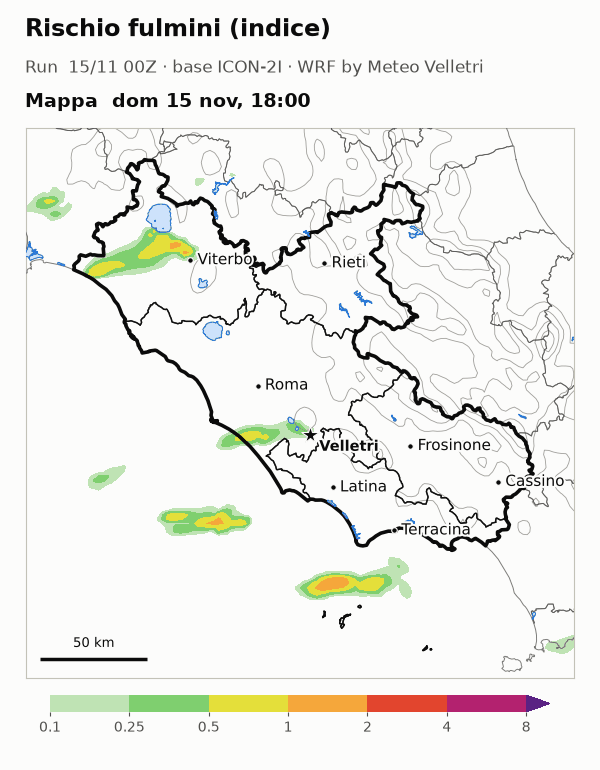 Rischio fulmini (indice)
Run  15/11 00Z · base ICON-2I · WRF by Meteo Velletri
Mappa  dom 15 nov, 18:00
Viterbo
Rieti
Roma
Velletri
Frosinone
Latina
Cassino
Terracina
50 km
0.1 0.25 0.5 1 2 4 8